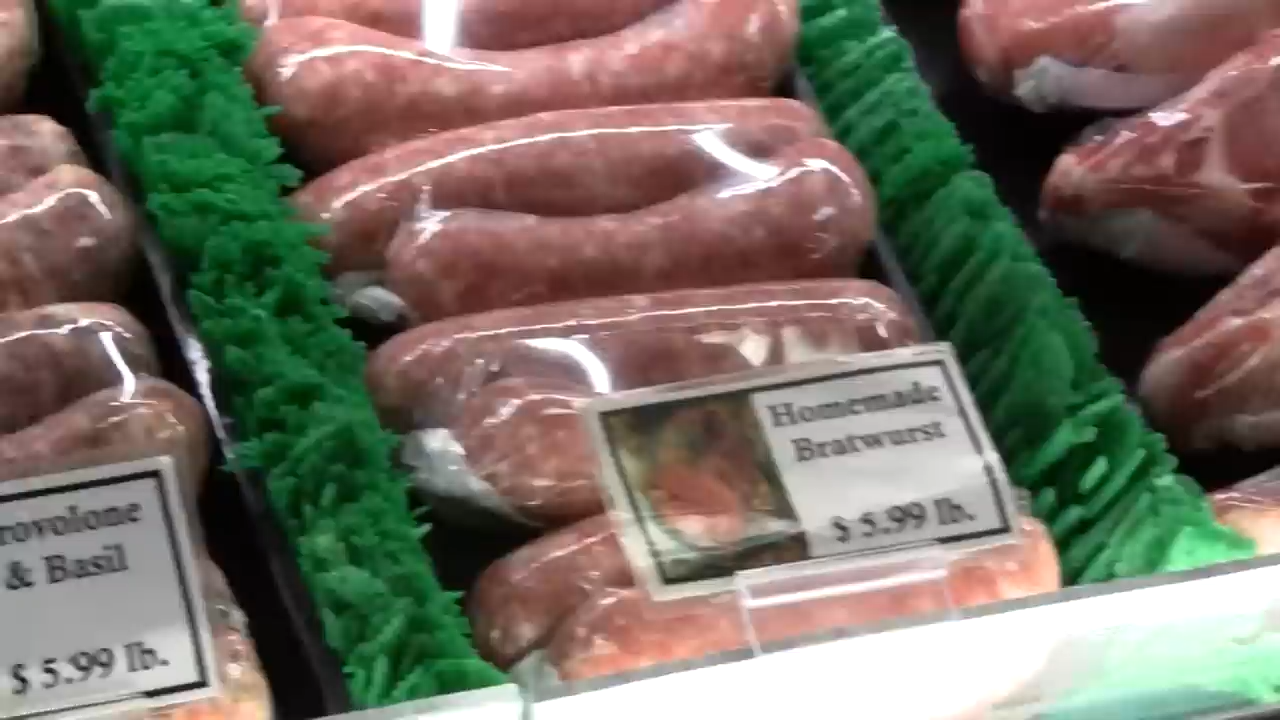 rovolone
& Basil
$ 5.99 lb.
Homemade
Bratwurst
$ 5.99 lb.